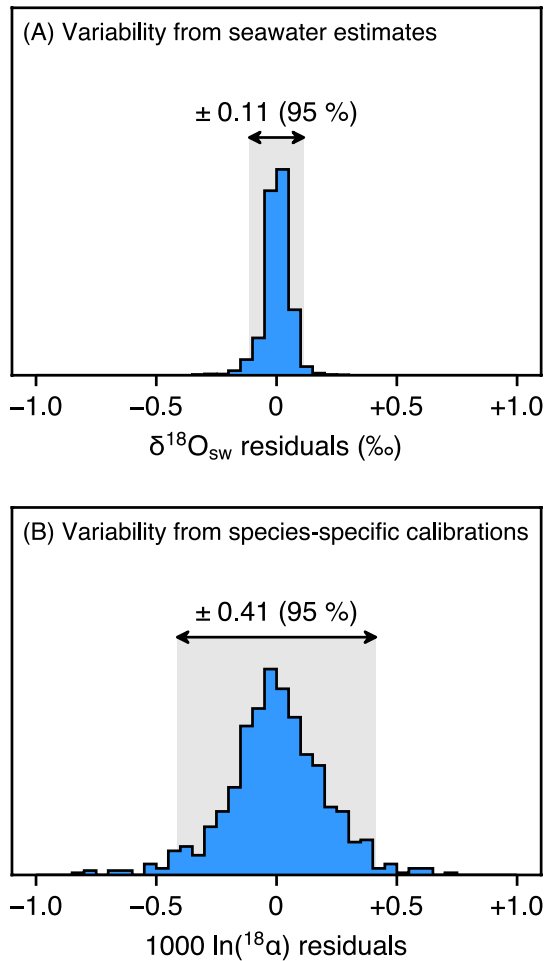 (A) Variability from seawater estimates
± 0.11 (95 %)
−1.0 −0.5 0 +0.5 +1.0
δ¹⁸Oₛw residuals (‰)
(B) Variability from species-specific calibrations
± 0.41 (95 %)
−1.0 −0.5 0 +0.5 +1.0
1000 ln(¹⁸α) residuals